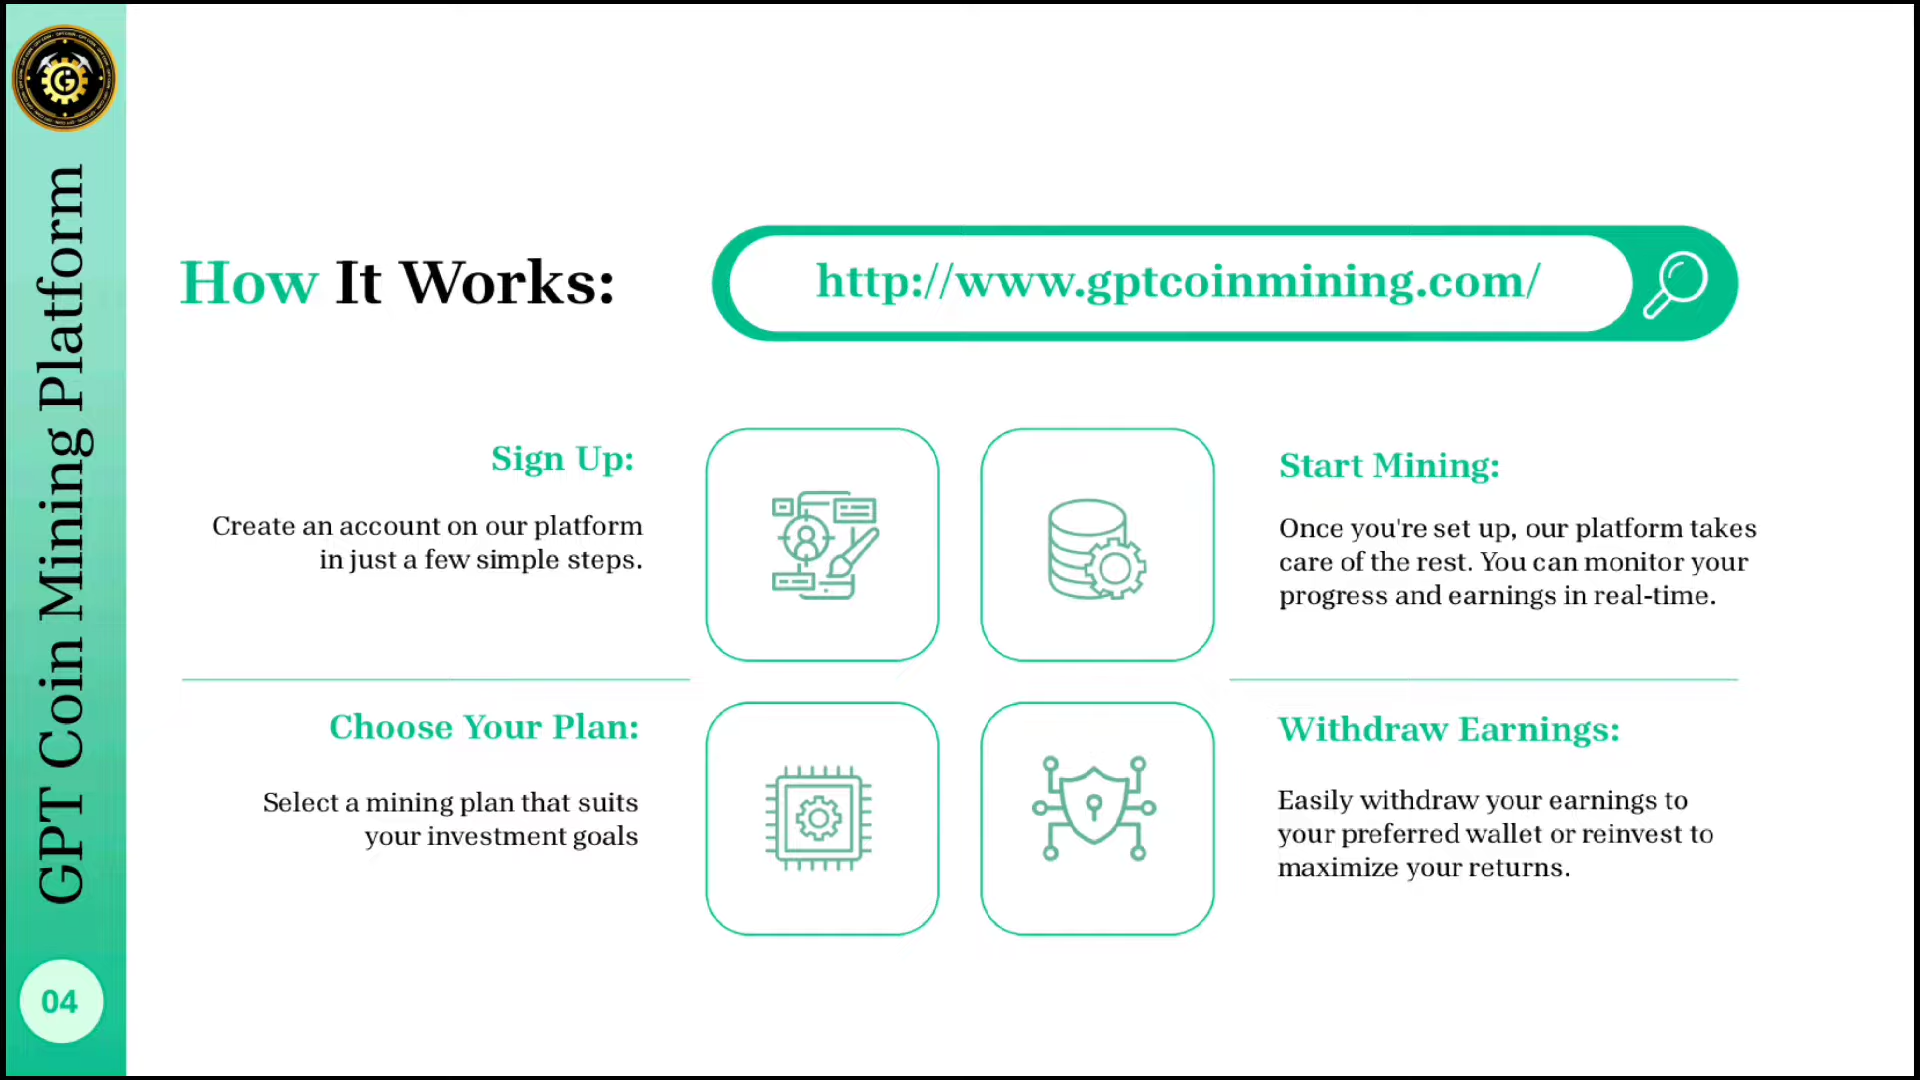 GPT Coin Mining Platform
How It Works:
http://www.gptcoinmining.com/
Sign Up:
Create an account on our platform
in just a few simple steps.
Choose Your Plan:
Select a mining plan that suits
your investment goals
Start Mining:
Once you're set up, our platform takes
care of the rest. You can monitor your
progress and earnings in real-time.
Withdraw Earnings:
Easily withdraw your earnings to
your preferred wallet or reinvest to
maximize your returns.
04